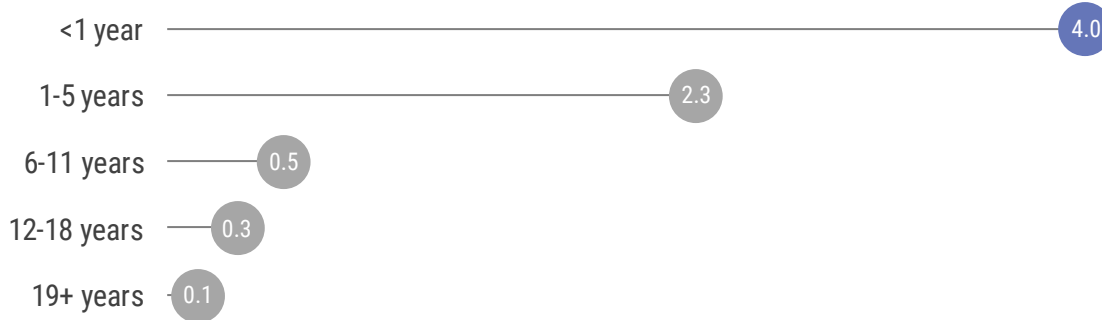 <1 year 4.0
1-5 years 2.3
6-11 years 0.5
12-18 years 0.3
19+ years 0.1